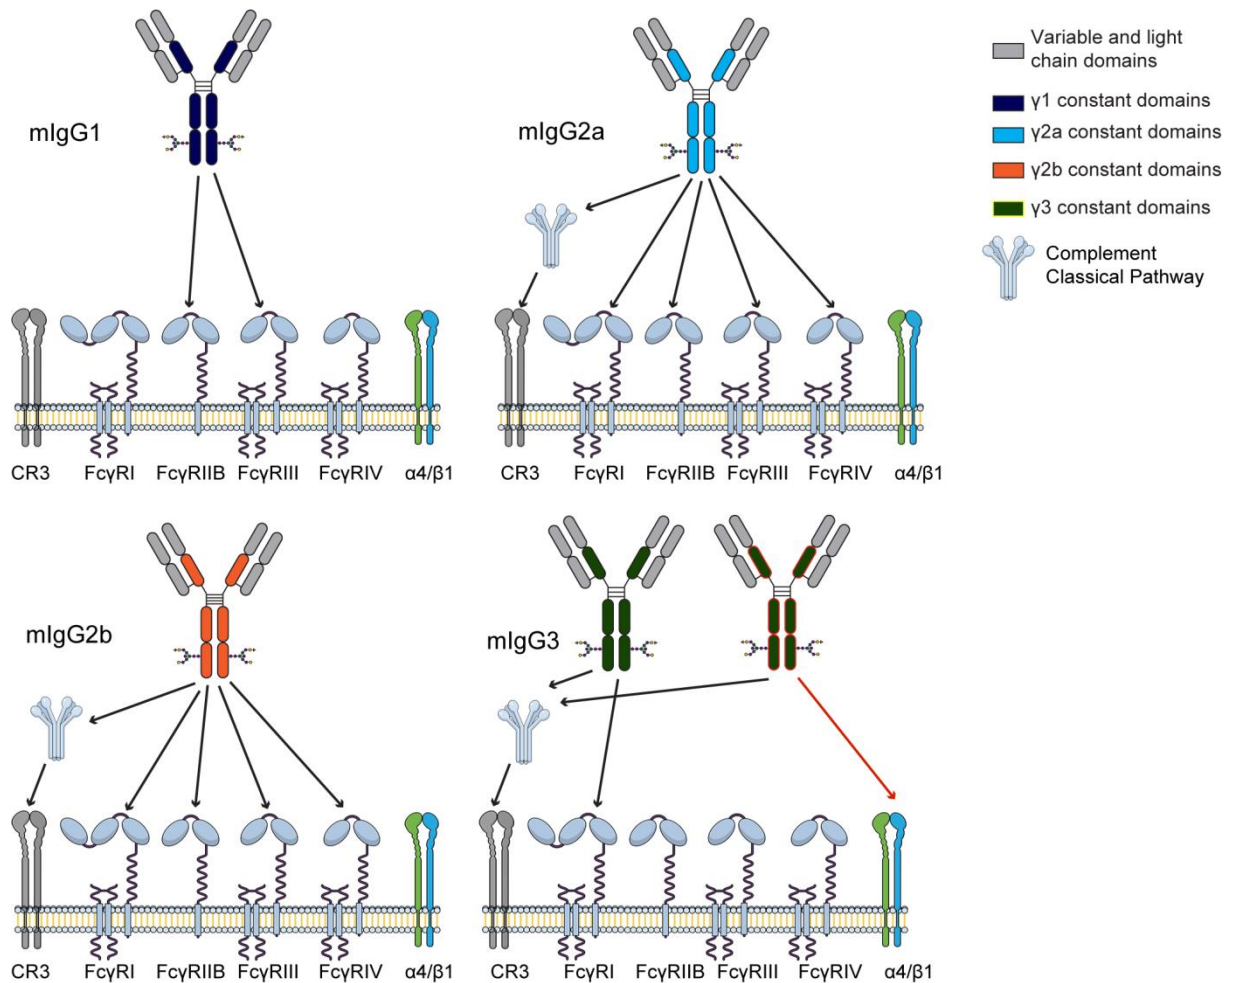 mIgG1
mIgG2a
Variable and light
chain domains
γ1 constant domains
γ2a constant domains
γ2b constant domains
γ3 constant domains
Complement
Classical Pathway
CR3 FcγRI FcγRIIB FcγRIII FcγRIV α4/β1
CR3 FcγRI FcγRIIB FcγRIII FcγRIV α4/β1
mIgG2b
mIgG3
CR3 FcγRI FcγRIIB FcγRIII FcγRIV α4/β1
CR3 FcγRI FcγRIIB FcγRIII FcγRIV α4/β1